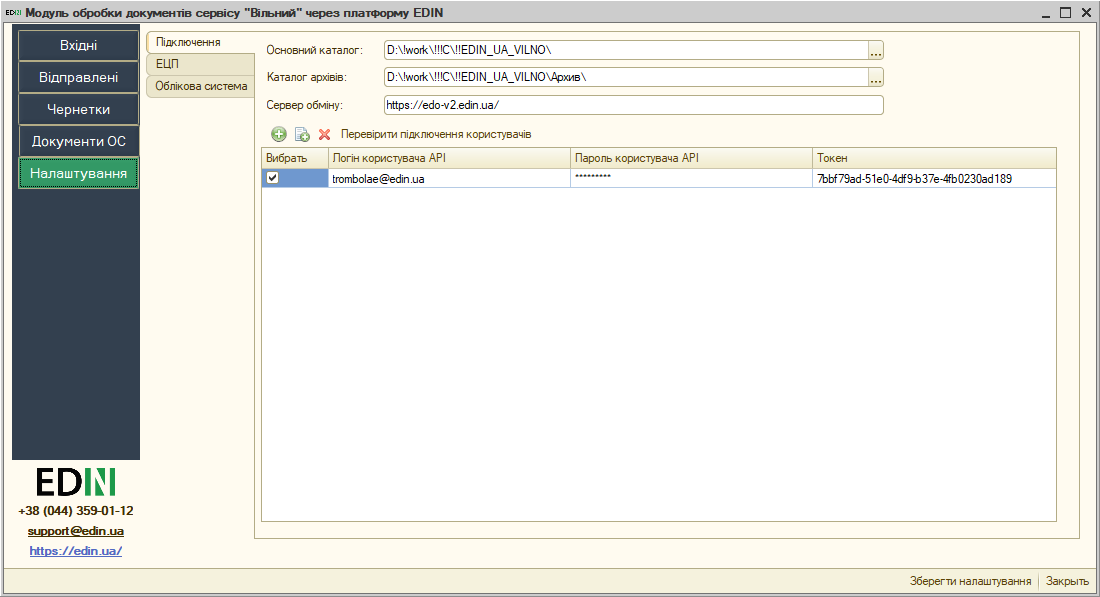 EDIN Модуль обробки документів сервісу "Вільний" через платформу EDIN
Вхідні
Відправлені
Чернетки
Документи ОС
Налаштування
Підключення
ЕЦП
Облікова система
Основний каталог: D:\!work\!!!C\!!EDIN_UA_VILNO\ ...
Каталог архівів: D:\!work\!!!C\!!EDIN_UA_VILNO\Архив\ ...
Сервер обміну: https://edo-v2.edin.ua/
Перевірити підключення користувачів
Вибрать Логін користувача API Пароль користувача API Токен
trombolae@edin.ua ********* 7bbf79ad-51e0-4df9-b37e-4fb0230ad189
EDIN
+38 (044) 359-01-12
support@edin.ua
https://edin.ua/
Зберегти налаштування Закрыть